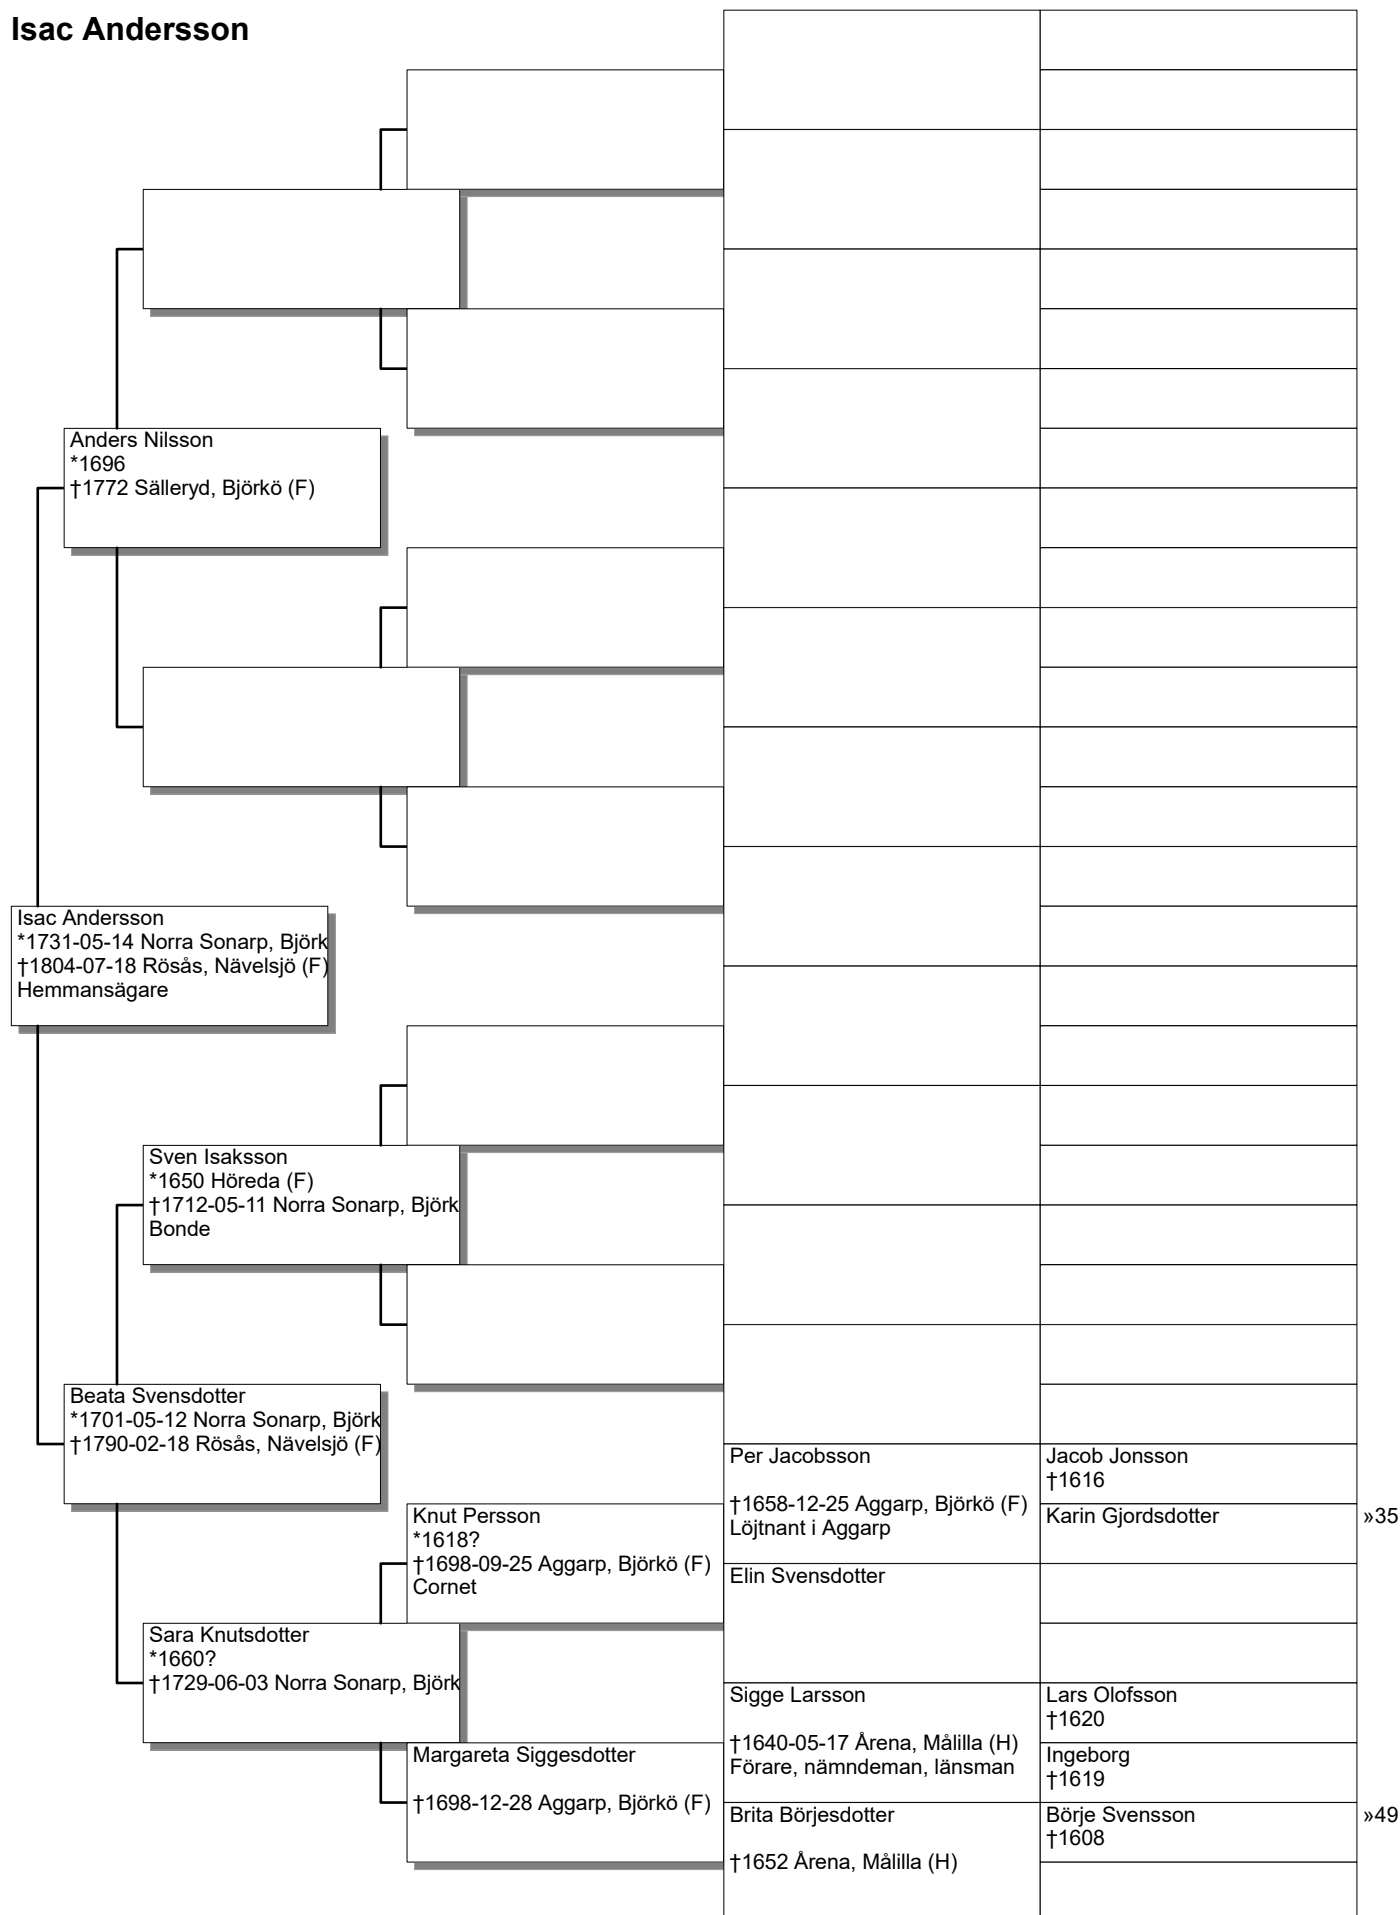 Isac Andersson
Anders Nilsson
*1696
†1772 Sälleryd, Björkö (F)
Isac Andersson
*1731-05-14 Norra Sonarp, Björk
†1804-07-18 Rösås, Nävelsjö (F)
Hemmansägare
Sven Isaksson
*1650 Höreda (F)
†1712-05-11 Norra Sonarp, Björk
Bonde
Beata Svensdotter
*1701-05-12 Norra Sonarp, Björk
†1790-02-18 Rösås, Nävelsjö (F)
Per Jacobsson
†1658-12-25 Aggarp, Björkö (F)
Löjtnant i Aggarp
Jacob Jonsson
†1616
Karin Gjordsdotter
»35
Knut Persson
*1618?
†1698-09-25 Aggarp, Björkö (F)
Cornet
Elin Svensdotter
Sara Knutsdotter
*1660?
†1729-06-03 Norra Sonarp, Björk
Sigge Larsson
†1640-05-17 Årena, Målilla (H)
Förare, nämndeman, länsman
Lars Olofsson
†1620
Ingeborg
†1619
Margareta Siggesdotter
†1698-12-28 Aggarp, Björkö (F)
Brita Börjesdotter
†1652 Årena, Målilla (H)
Börje Svensson
†1608
»49